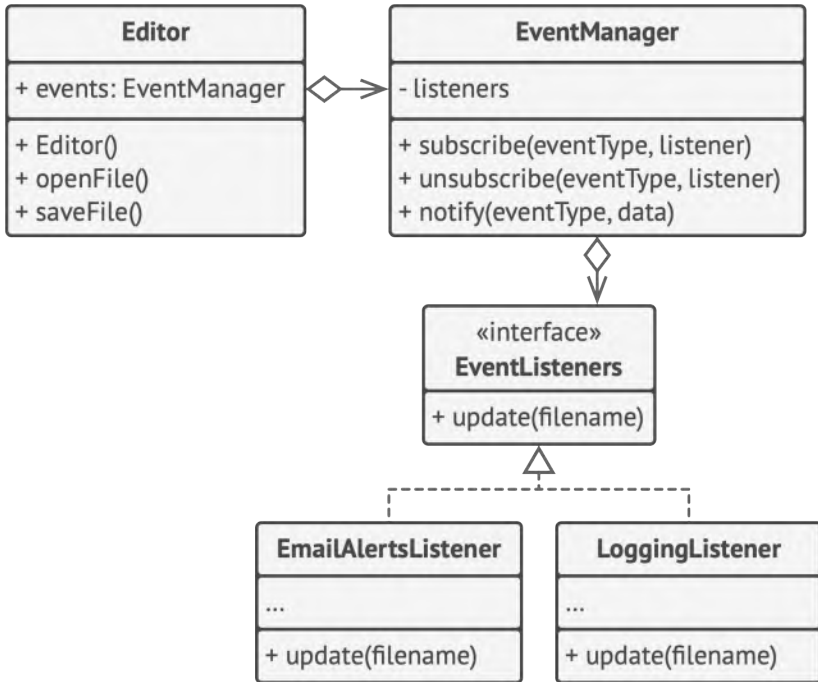 Editor
+ events: EventManager
+ Editor()
+ openFile()
+ saveFile()
EventManager
- listeners
+ subscribe(eventType, listener)
+ unsubscribe(eventType, listener)
+ notify(eventType, data)
«interface»
EventListeners
+ update(filename)
EmailAlertsListener
...
+ update(filename)
LoggingListener
...
+ update(filename)